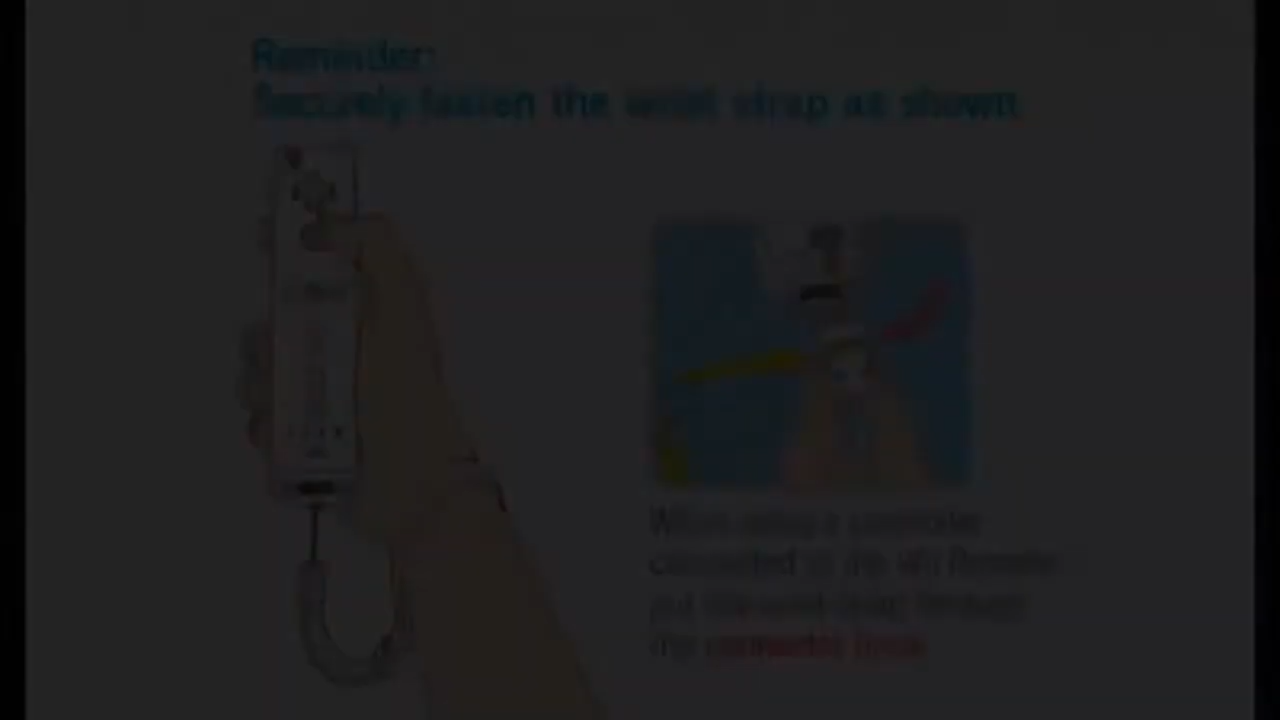 Reminder:
Securely fasten the wrist strap as shown
When using a controller
connected to the Wii Remote
put the wrist strap through
the connector hook